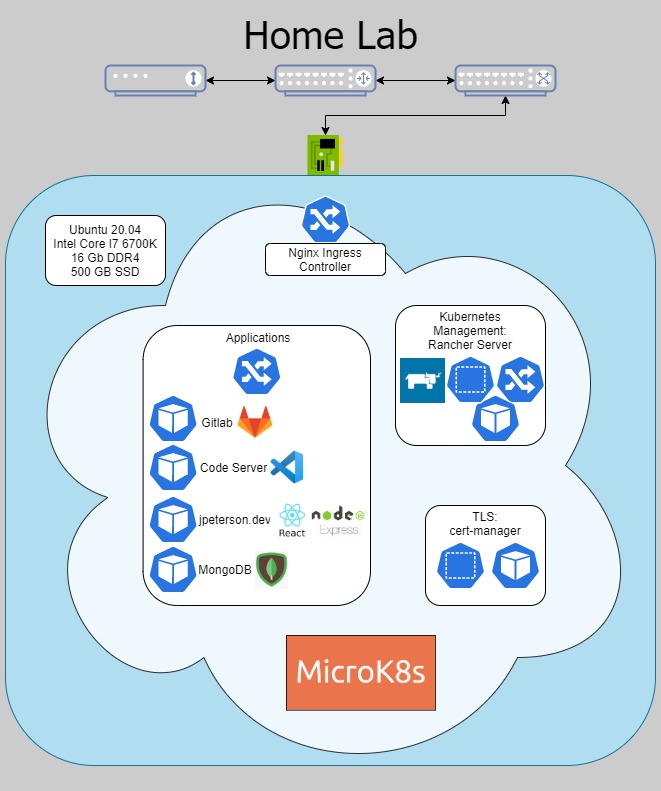 Home Lab
Ubuntu 20.04
Intel Core I7 6700K
16 Gb DDR4
500 GB SSD
Nginx Ingress
Controller
Applications
Gitlab
Code Server
jpeterson.dev
React
node
JS
Express
MongoDB
Kubernetes
Management:
Rancher Server
TLS:
cert-manager
MicroK8s